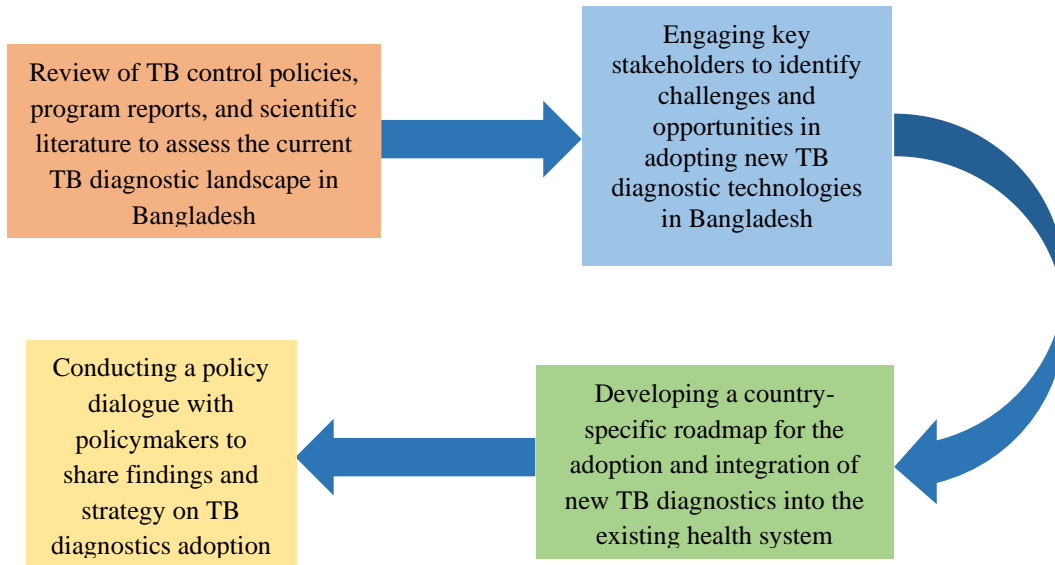 Review of TB control policies,
program reports, and scientific
literature to assess the current
TB diagnostic landscape in
Bangladesh
Engaging key
stakeholders to identify
challenges and
opportunities in
adopting new TB
diagnostic technologies
in Bangladesh
Developing a country-
specific roadmap for the
adoption and integration of
new TB diagnostics into the
existing health system
Conducting a policy
dialogue with
policymakers to
share findings and
strategy on TB
diagnostics adoption